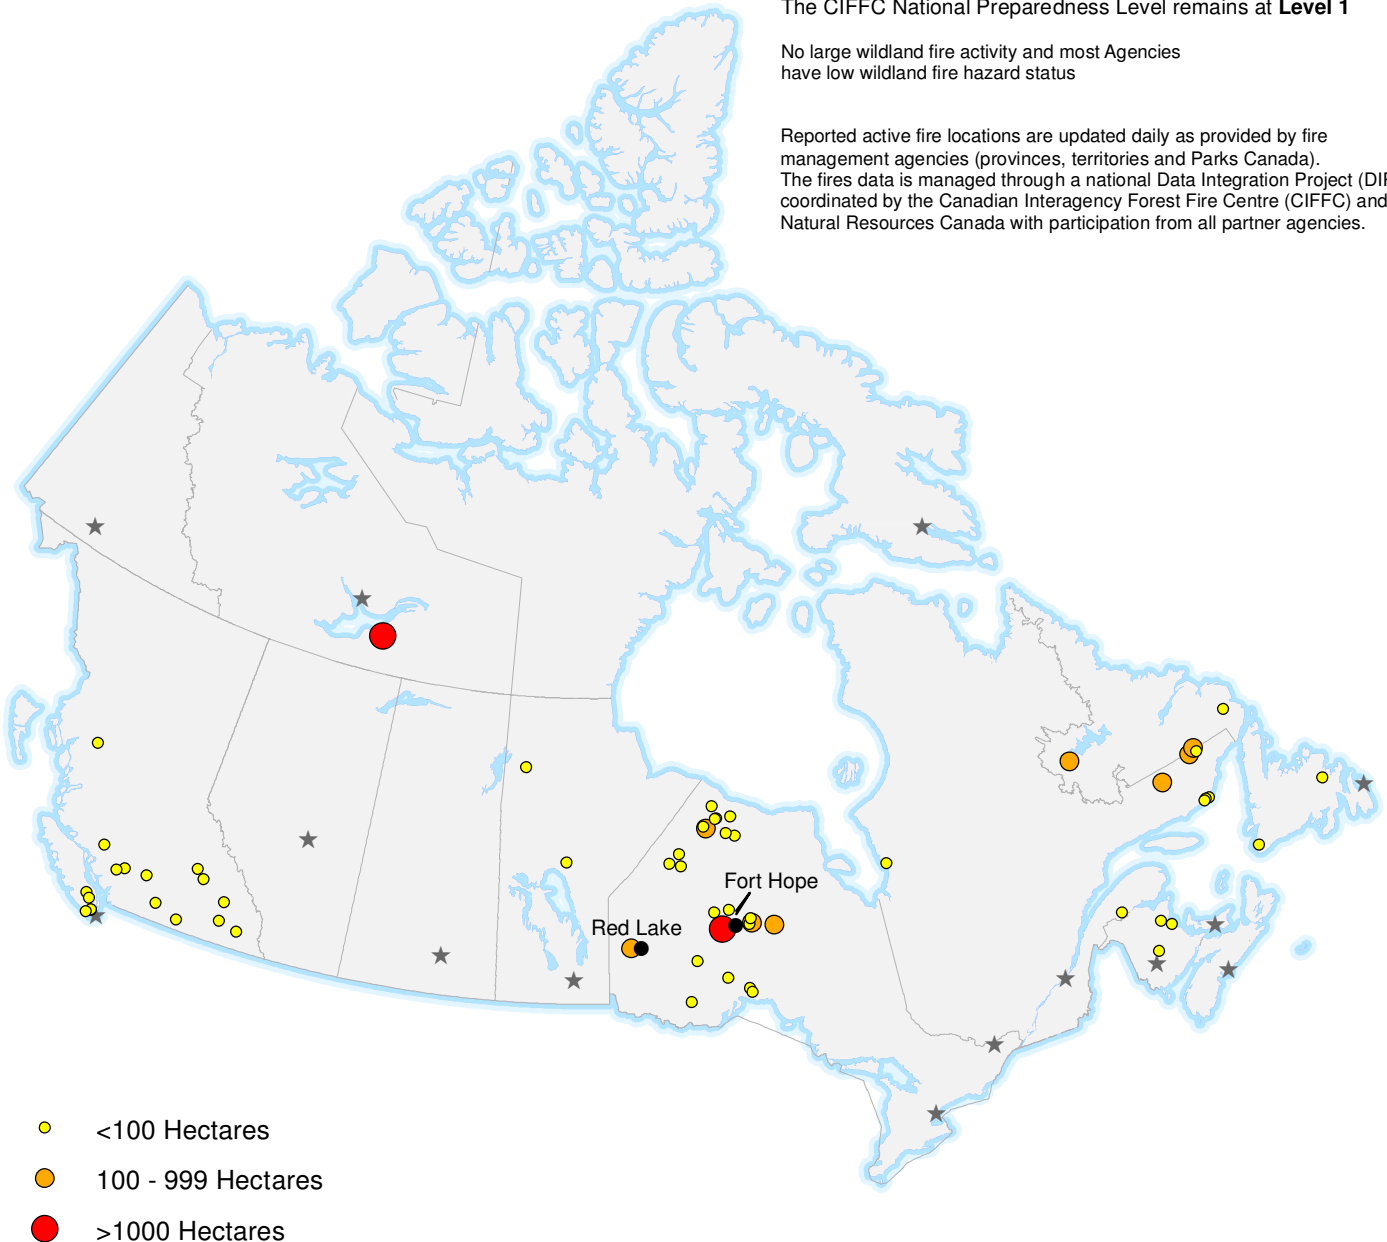 The CIFFC National Preparedness Level remains at Level 1
No large wildland fire activity and most Agencies
have low wildland fire hazard status
Reported active fire locations are updated daily as provided by fire
management agencies (provinces, territories and Parks Canada).
The fires data is managed through a national Data Integration Project (DIF
coordinated by the Canadian Interagency Forest Fire Centre (CIFFC) and
Natural Resources Canada with participation from all partner agencies.
Fort Hope
Red Lake
<100 Hectares
100 - 999 Hectares
>1000 Hectares